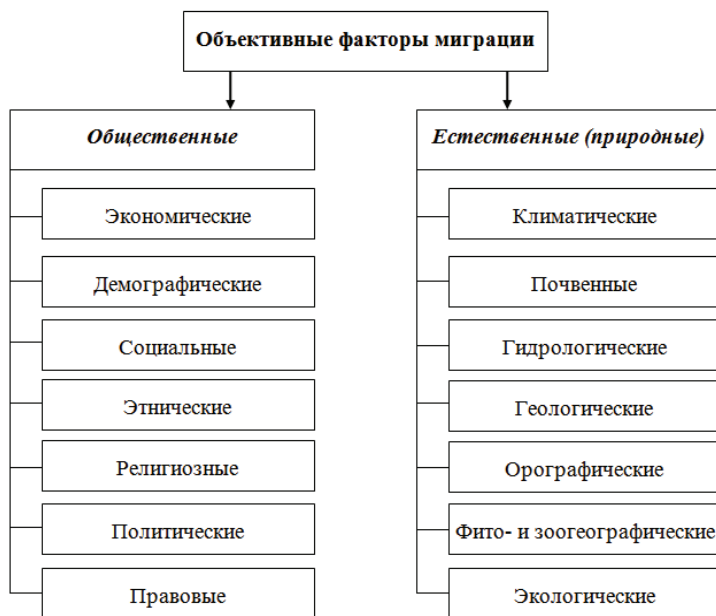 Объективные факторы миграции
Общественные
Экономические
Демографические
Социальные
Этнические
Религиозные
Политические
Правовые
Естественные (природные)
Климатические
Почвенные
Гидрологические
Геологические
Орографические
Фито- и зоогеографические
Экологические